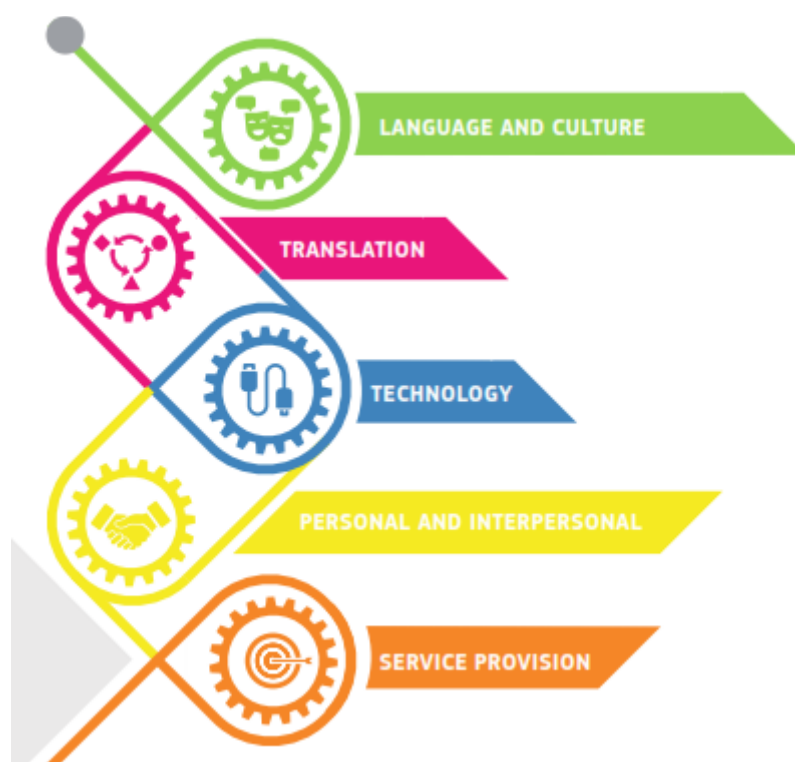 LANGUAGE AND CULTURE
TRANSLATION
TECHNOLOGY
PERSONAL AND INTERPERSONAL
SERVICE PROVISION